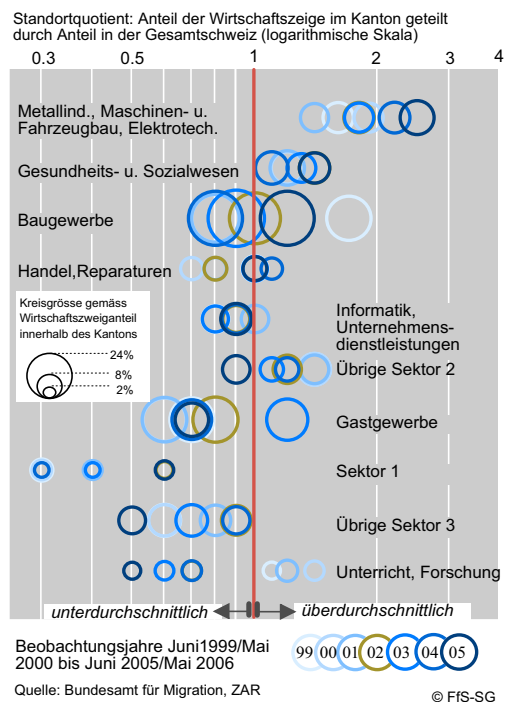 Standortquotient: Anteil der Wirtschaftszeige im Kanton geteilt
durch Anteil in der Gesamtschweiz (logarithmische Skala)
0.3 0.5 1 2 3 4
Metallind., Maschinen- u.
Fahrzeugbau, Elektrotech.
Gesundheits- u. Sozialwesen
Baugewerbe
Handel,Reparaturen
Kreisgrösse gemäss
Wirtschaftszweiganteil
innerhalb des Kantons
24%
8%
2%
Informatik,
Unternehmens-
dienstleistungen
Übrige Sektor 2
Gastgewerbe
Sektor 1
Übrige Sektor 3
Unterricht, Forschung
unterdurchschnittlich überdurchschnittlich
Beobachtungsjahre Juni1999/Mai
2000 bis Juni 2005/Mai 2006
99 00 01 02 03 04 05
Quelle: Bundesamt für Migration, ZAR
© FfS-SG